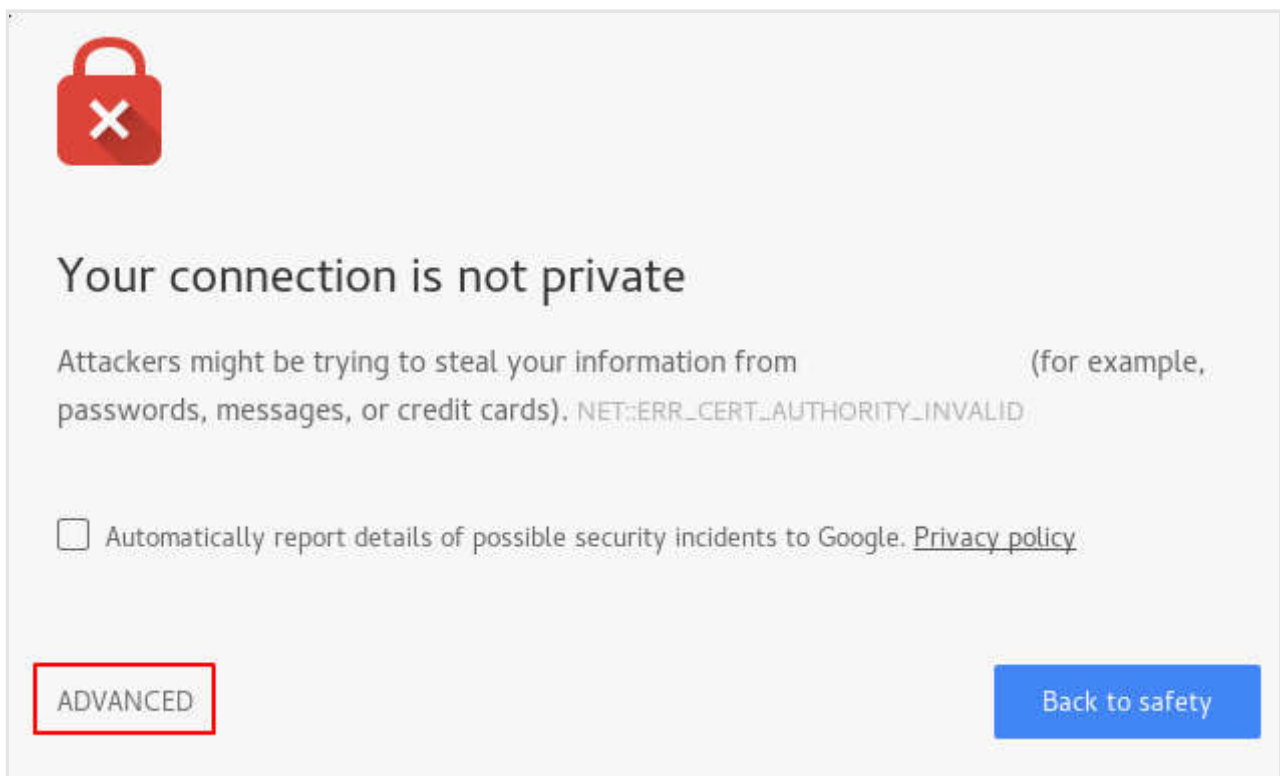 Your connection is not private
Attackers might be trying to steal your information from (for example,
passwords, messages, or credit cards). NET::ERR_CERT_AUTHORITY_INVALID
Automatically report details of possible security incidents to Google. Privacy policy
ADVANCED
Back to safety